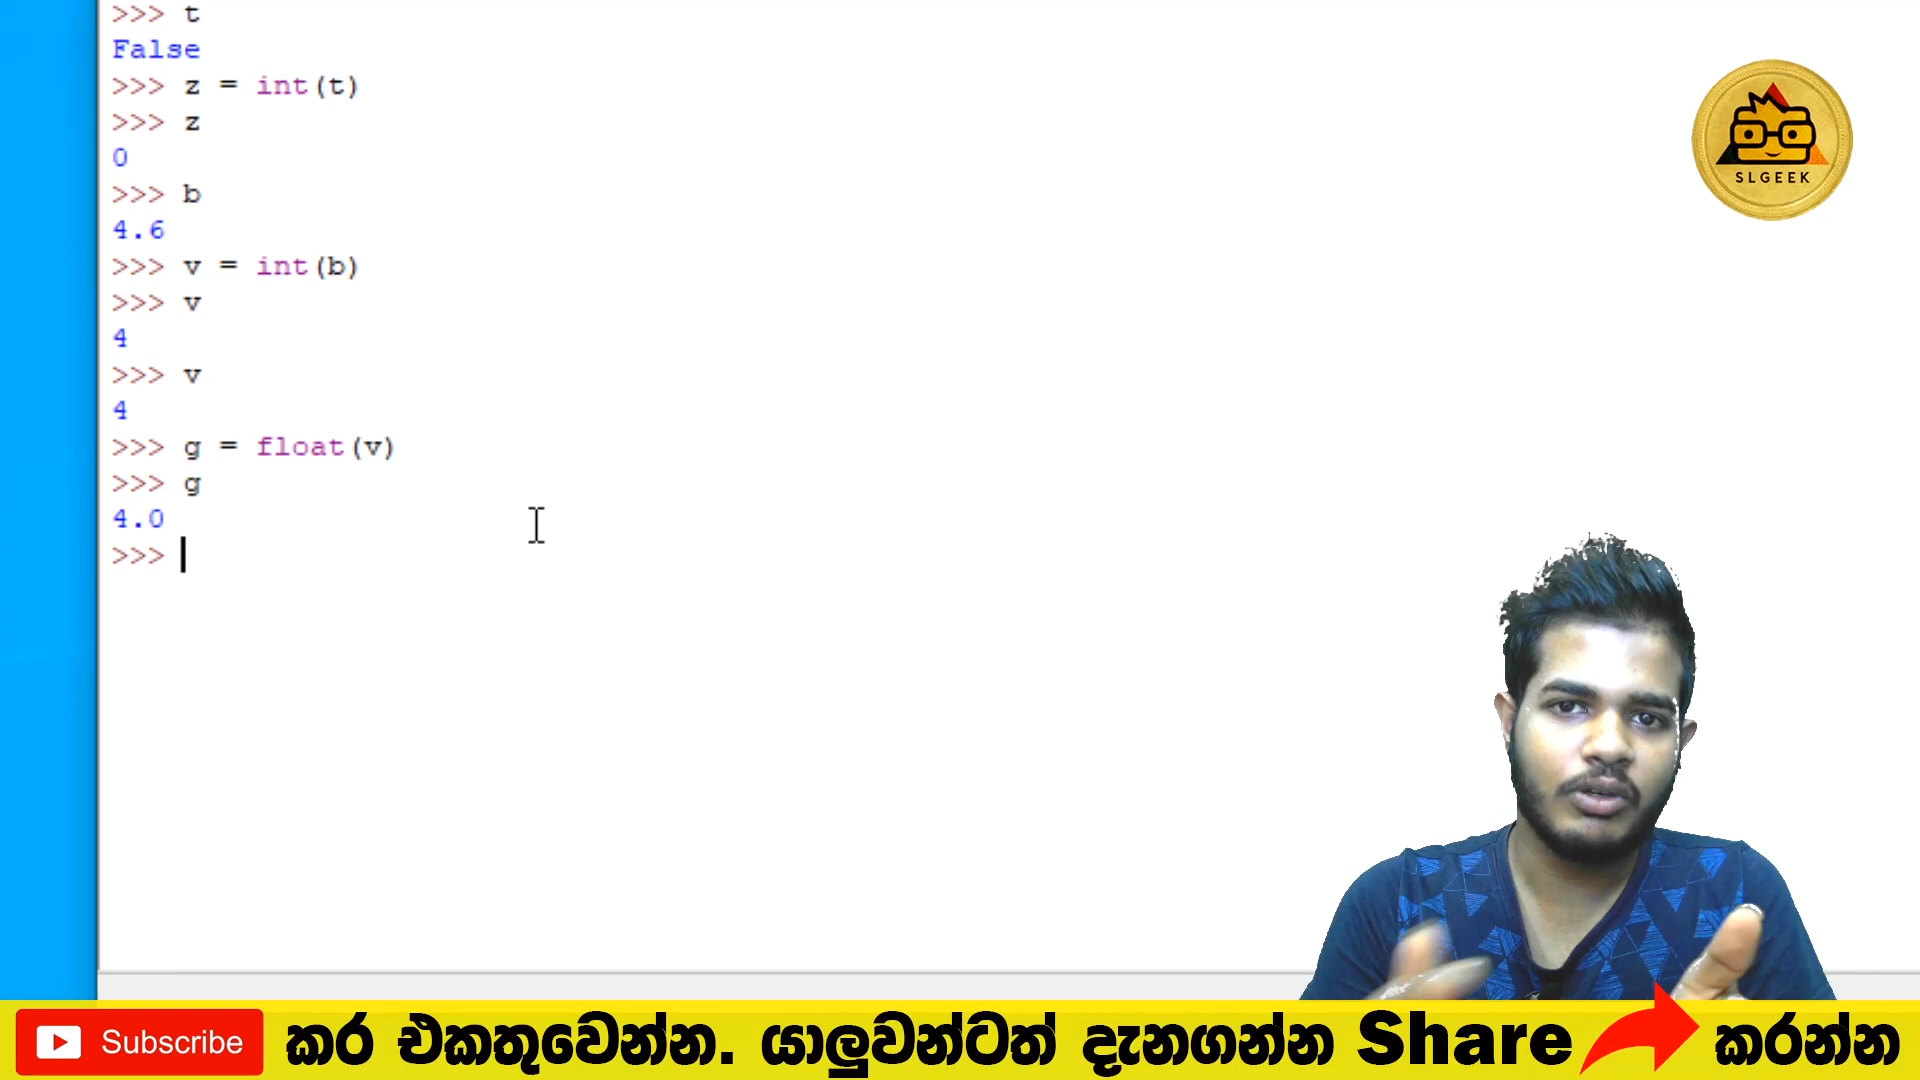 >>> t
False
>>> z = int(t)
>>> z
0
>>> b
4.6
>>> v = int(b)
>>> v
4
>>> v
4
>>> g = float(v)
>>> g
4.0
>>>
SLGEEK
Subscribe කර එකතුවෙන්න. යාලුවන්ටත් දැනගන්න Share කරන්න